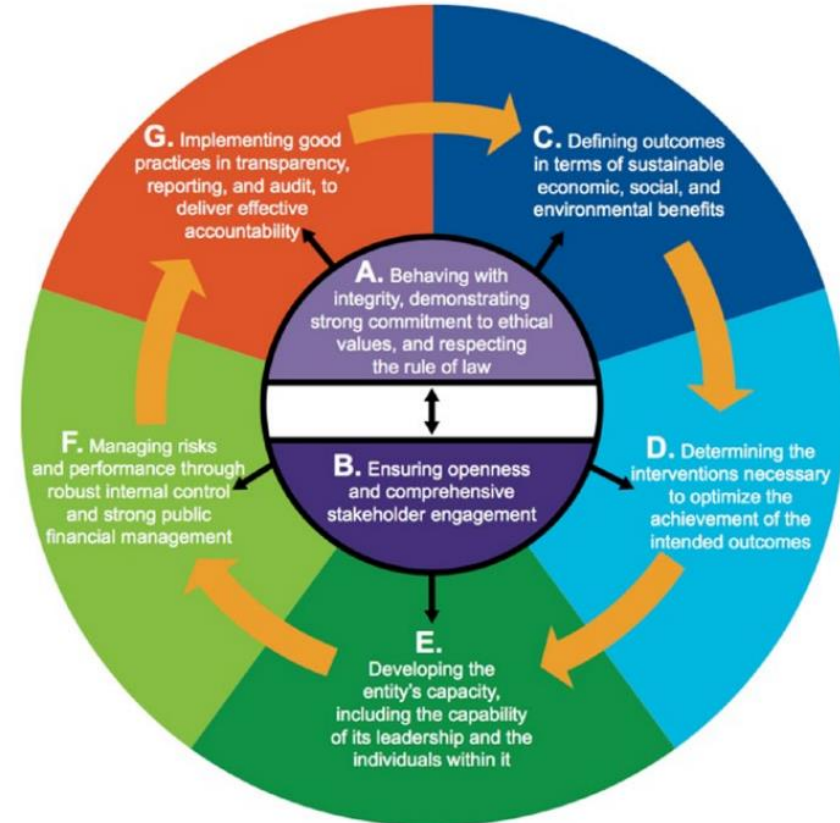 A. Behaving with
integrity, demonstrating
strong commitment to ethical
values, and respecting
the rule of law
B. Ensuring openness
and comprehensive
stakeholder engagement
C. Defining outcomes
in terms of sustainable
economic, social, and
environmental benefits
D. Determining the
interventions necessary
to optimize the
achievement of the
intended outcomes
E.
Developing the
entity's capacity,
including the capability
of its leadership and the
individuals within it
F. Managing risks
and performance through
robust internal control
and strong public
financial management
G. Implementing good
practices in transparency,
reporting, and audit, to
deliver effective
accountability